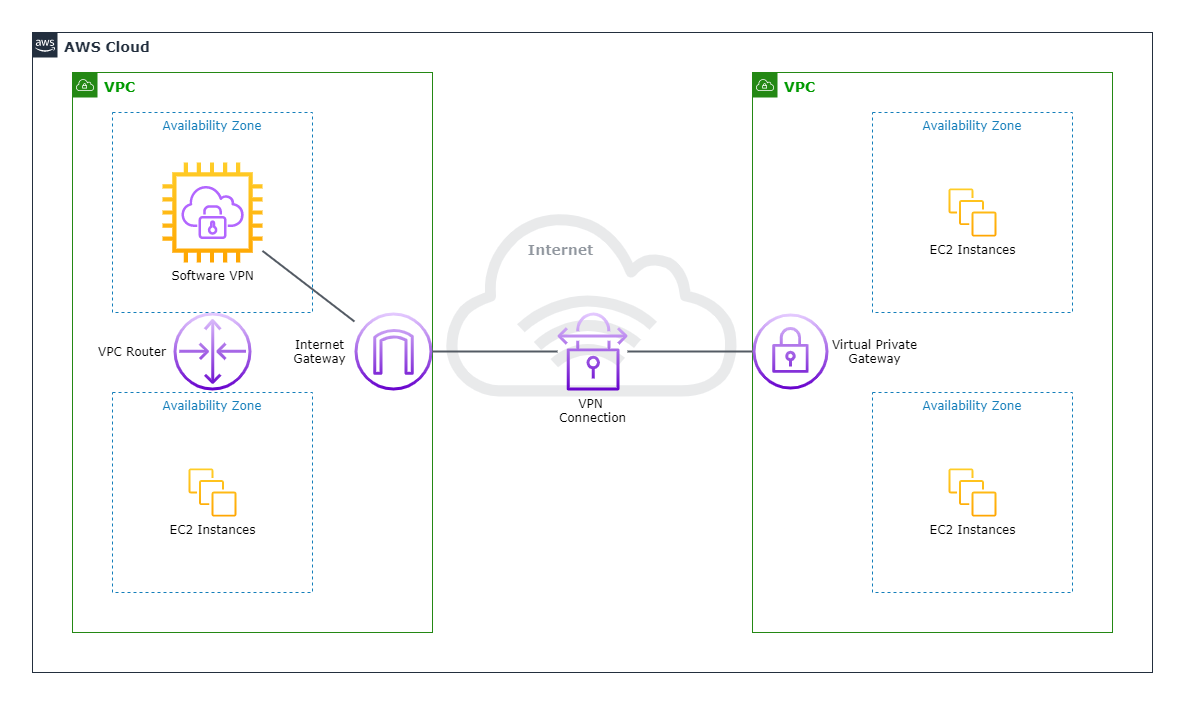 aws
AWS Cloud
VPC
Availability Zone
Software VPN
VPC Router
Internet
Gateway
Availability Zone
EC2 Instances
Internet
VPN
Connection
VPC
Availability Zone
EC2 Instances
Virtual Private
Gateway
Availability Zone
EC2 Instances